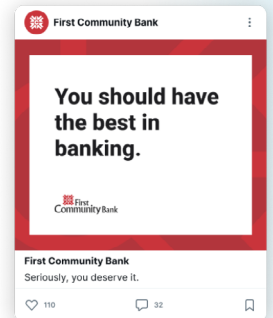 First Community Bank
You should have
the best in
banking.
First
Community Bank
First Community Bank
Seriously, you deserve it.
110
32